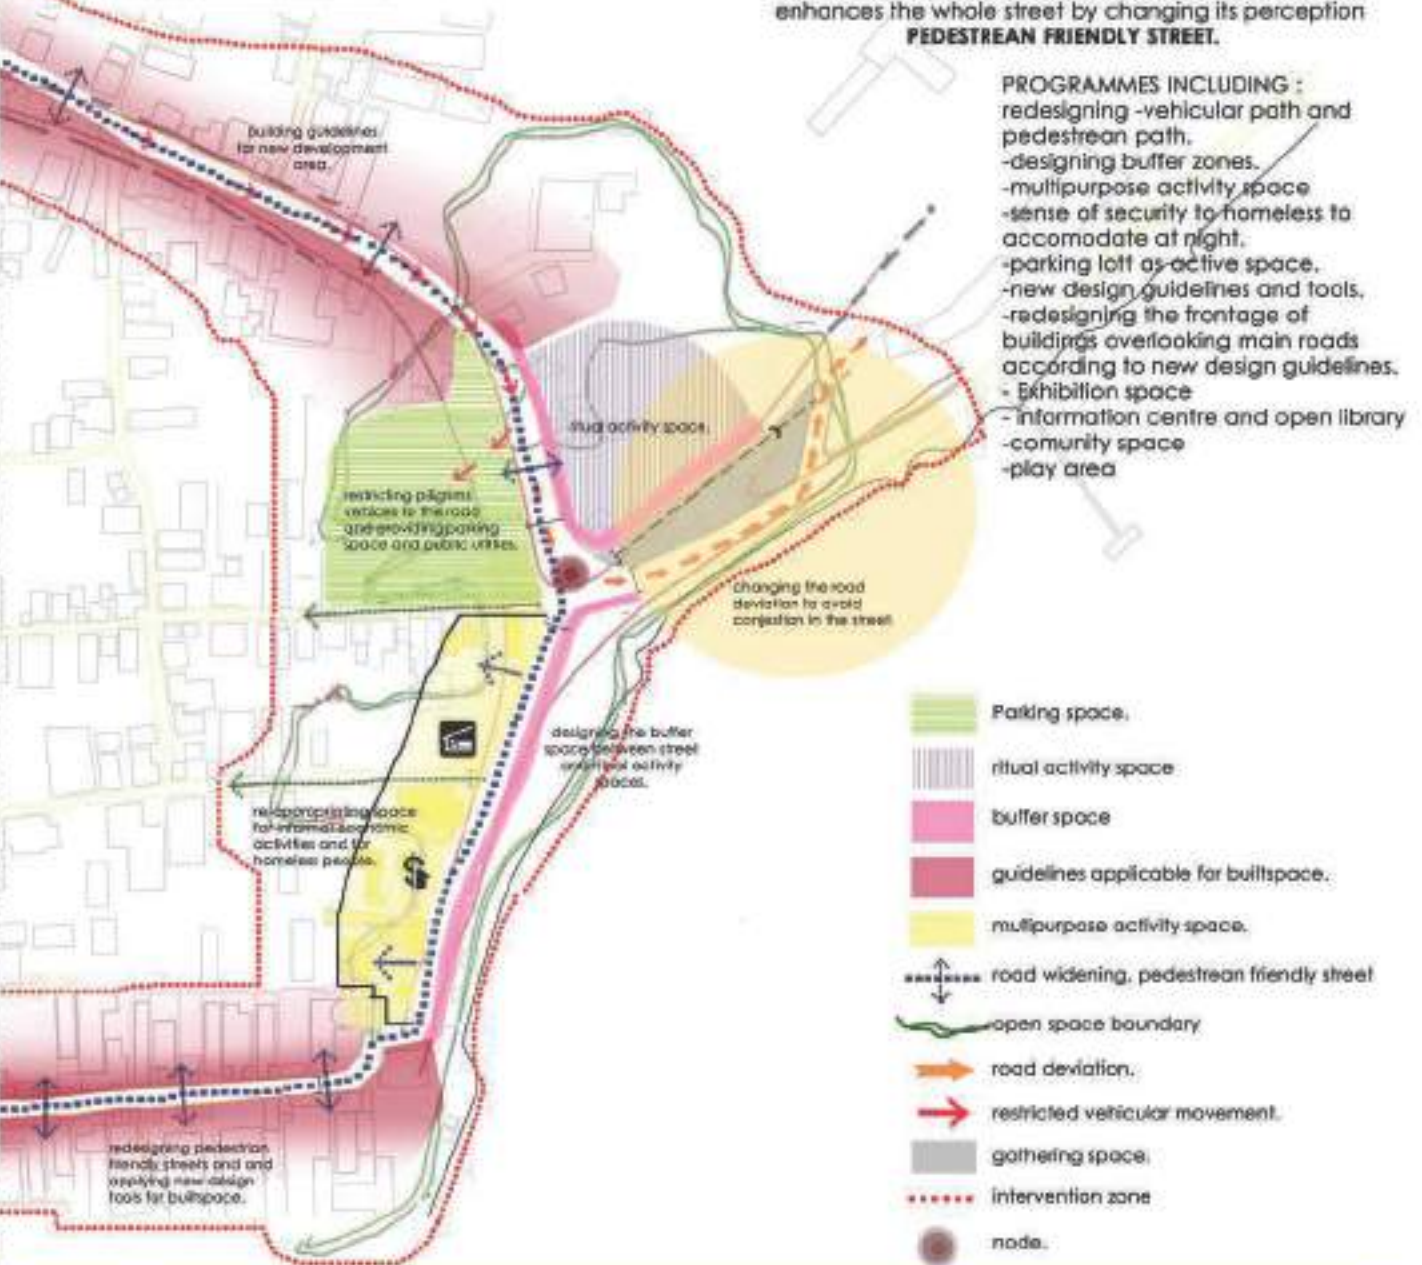 enhances the whole street by changing its perception
PEDESTREAN FRIENDLY STREET.
PROGRAMMES INCLUDING :
redesigning -vehicular path and
pedestrean path.
-designing buffer zones.
-multipurpose activity space
-sense of security to homeless to
accomodate at night.
-parking lott as active space.
-new design guidelines and tools.
-redesigning the frontage of
buildings overlooking main roads
according to new design guidelines.
- Exhibition space
- information centre and open library
-comunity space
-play area
Building guidelines
for new development
area.
ritual activity space.
restricting piligrims
vehicles to the road
and providing parking
space and public utilities.
changing the road
deviation to avoid
conjestion in the street
designing the buffer
space between street
and ritual activity
spaces.
re-appropriating space
for informal economic
activities and for
homeless people.
redesigning pedestrian
friendly streets and and
applying new design
tools for builtspace.
Parking space.
ritual activity space
buffer space
guidelines applicable for builtspace.
multipurpose activity space.
road widening, pedestrean friendly street
open space boundary
road deviation.
restricted vehicular movement.
gathering space.
intervention zone
node.